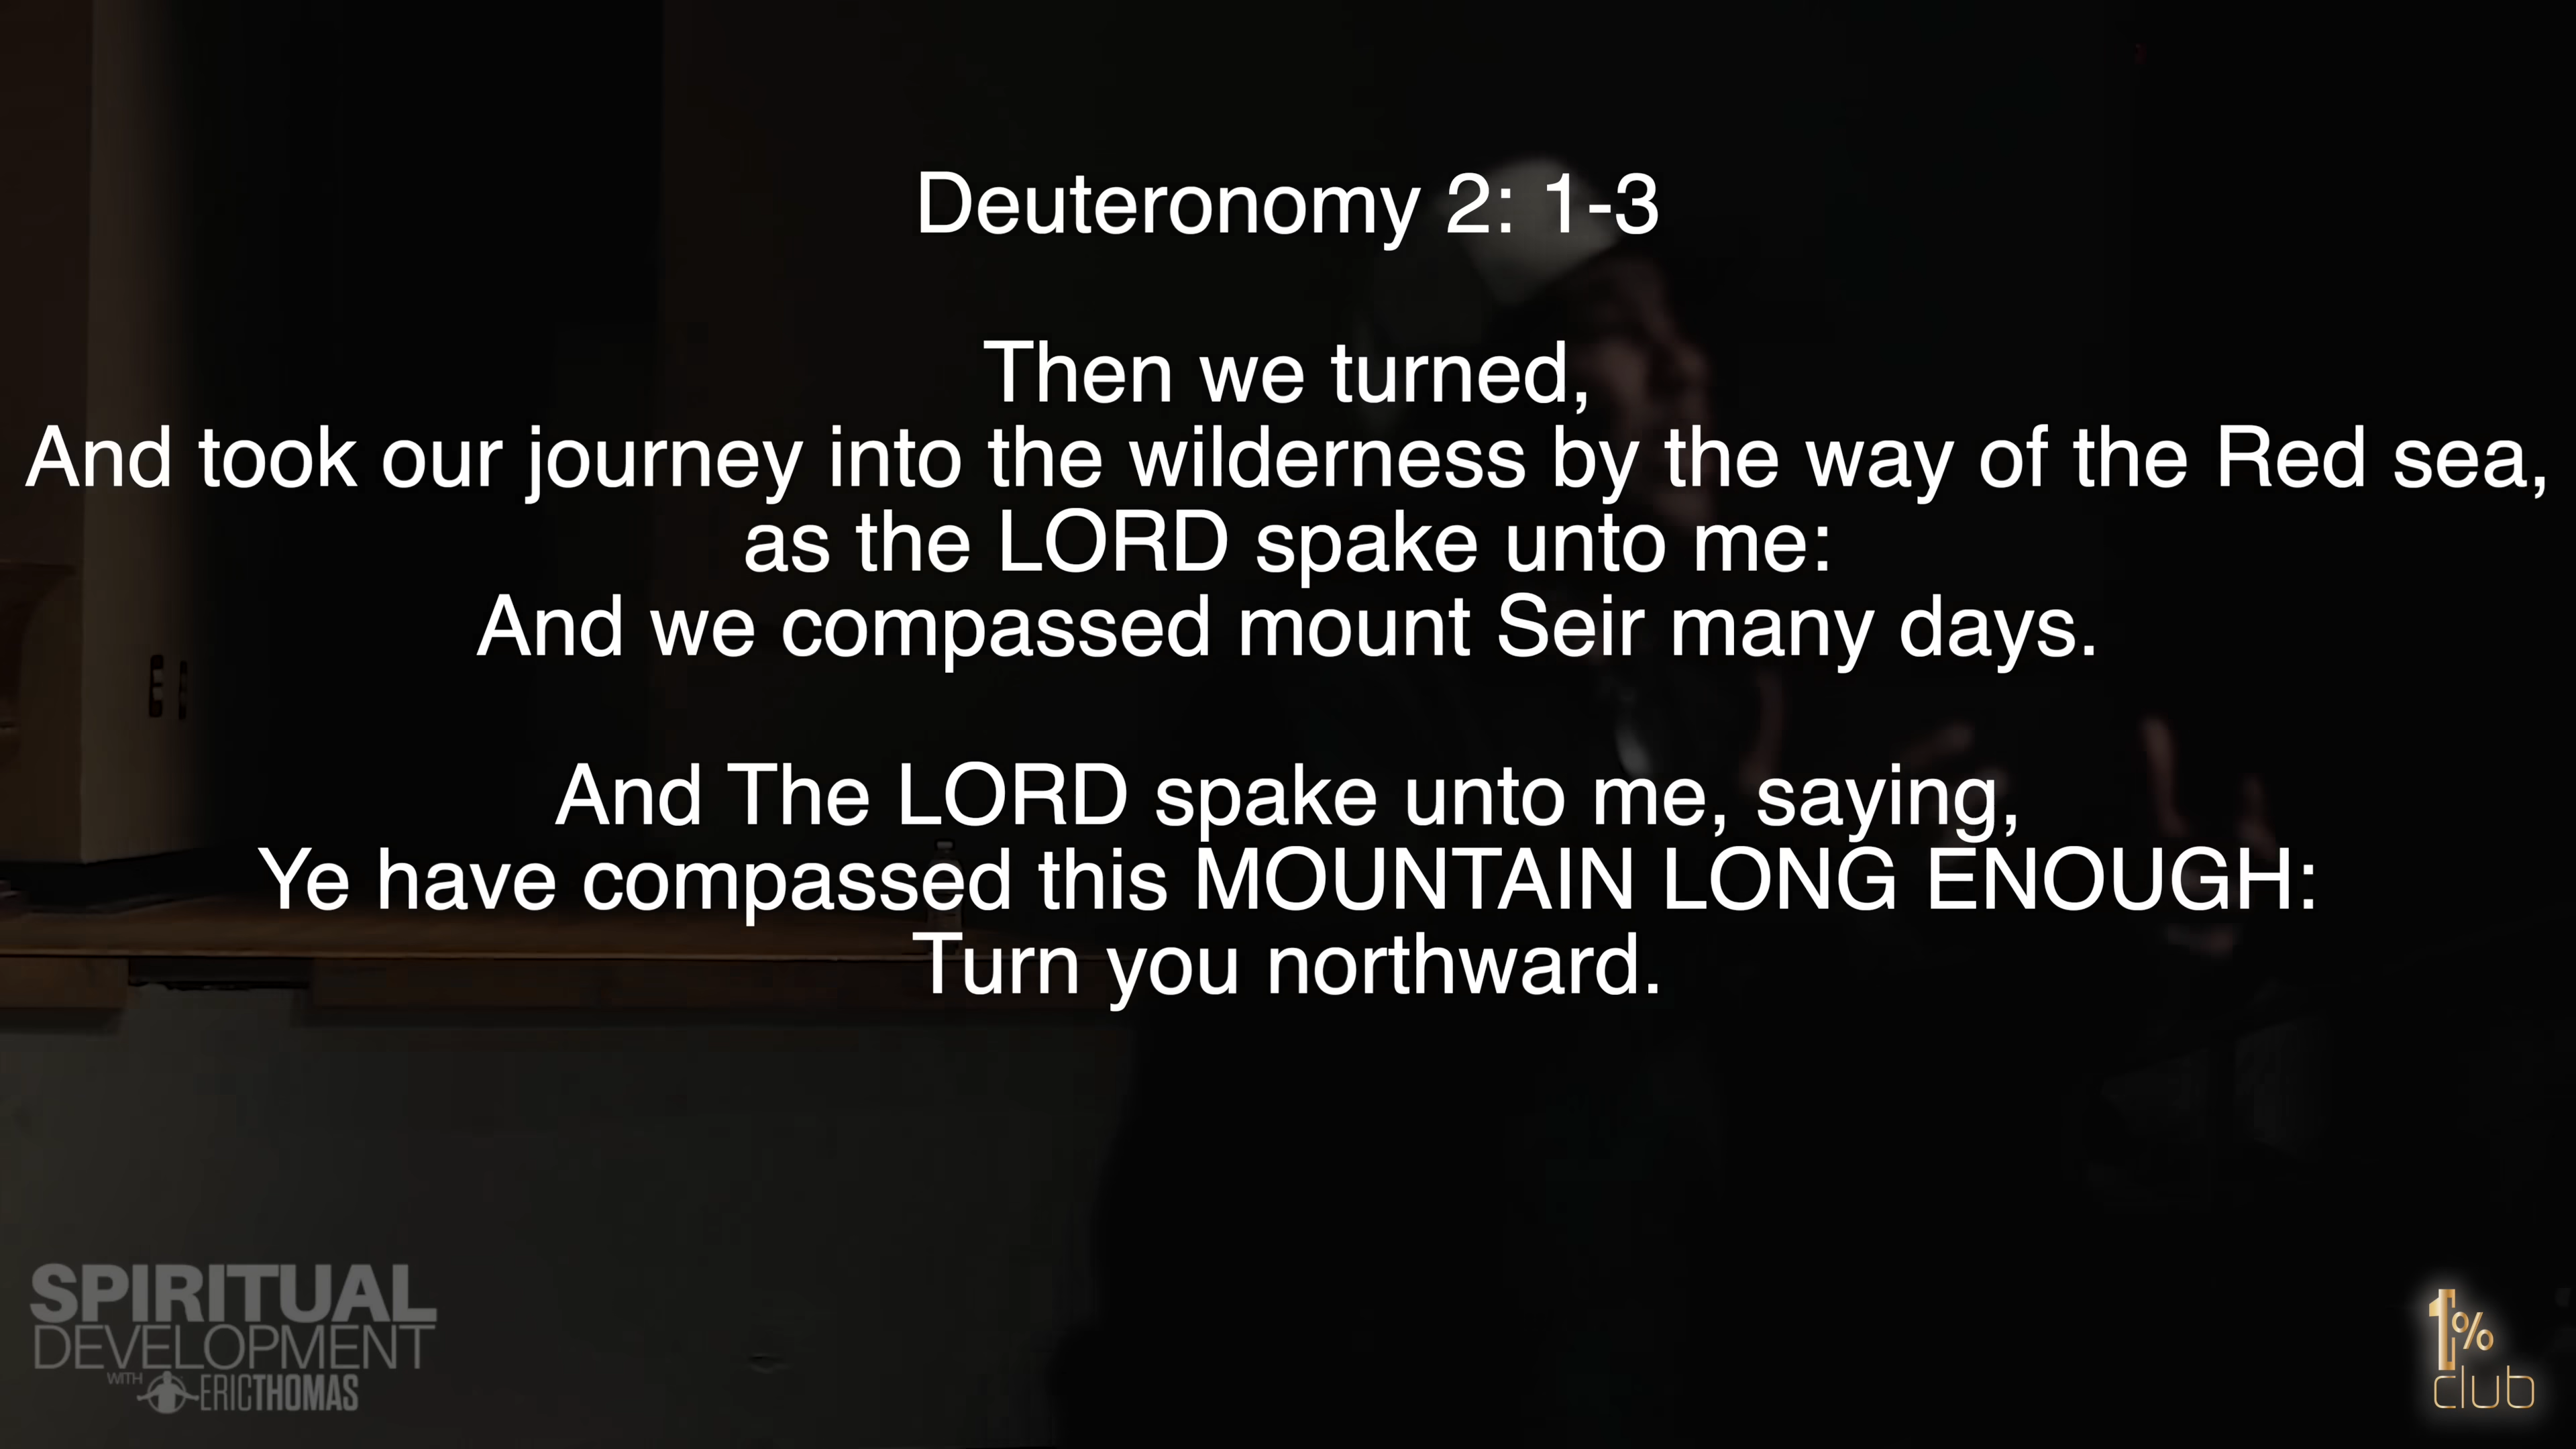 Deuteronomy 2: 1-3
Then we turned,
And took our journey into the wilderness by the way of the Red sea,
as the LORD spake unto me:
And we compassed mount Seir many days.
And The LORD spake unto me, saying,
Ye have compassed this MOUNTAIN LONG ENOUGH:
Turn you northward.
SPIRITUAL
DEVELOPMENT
WITH ERICTHOMAS
1%
club